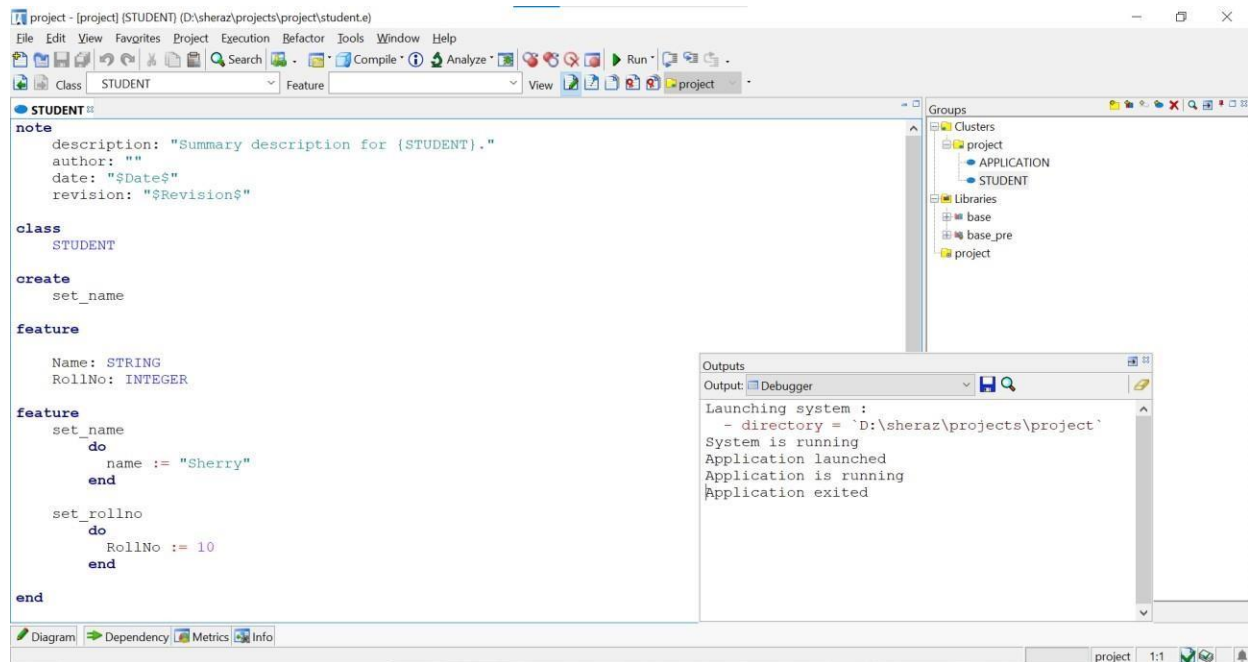 project - [project] {STUDENT} (D:\sheraz\projects\project\student.e)
File Edit View Favorites Project Execution Refactor Tools Window Help
Search Compile Analyze Run
Class STUDENT Feature View project
STUDENT
note
description: "Summary description for {STUDENT}."
author: ""
date: "$Date$"
revision: "$Revision$"
class
STUDENT
create
set_name
feature
Name: STRING
RollNo: INTEGER
feature
set_name
do
name := "Sherry"
end
set_rollno
do
RollNo := 10
end
end
Groups
Clusters
project
APPLICATION
STUDENT
Libraries
base
base_pre
project
Outputs
Output: Debugger
Launching system :
- directory = `D:\sheraz\projects\project`
System is running
Application launched
Application is running
Application exited
Diagram Dependency Metrics Info
project 1:1